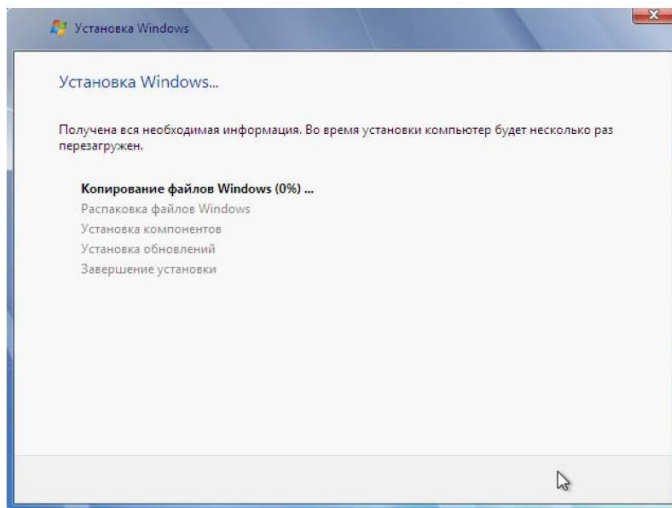 Установка Windows
Установка Windows...
Получена вся необходимая информация. Во время установки компьютер будет несколько раз
перезагружен.
Копирование файлов Windows (0%) ...
Распаковка файлов Windows
Установка компонентов
Установка обновлений
Завершение установки